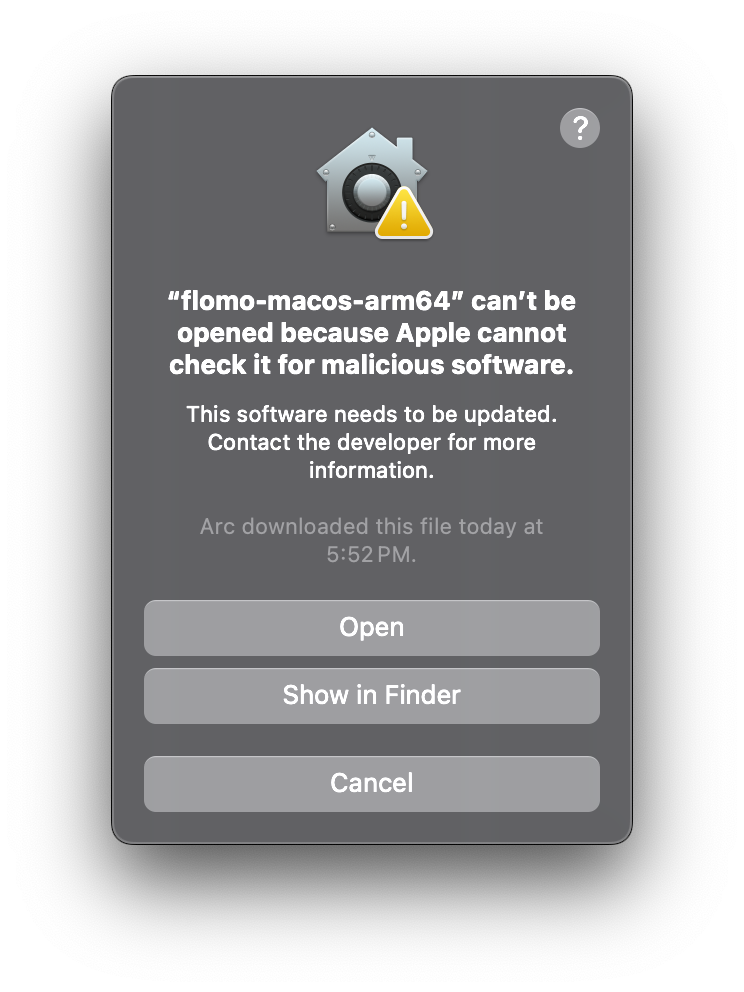 ?
“flomo-macos-arm64” can’t be
opened because Apple cannot
check it for malicious software.
This software needs to be updated.
Contact the developer for more
information.
Arc downloaded this file today at
5:52 PM.
Open
Show in Finder
Cancel